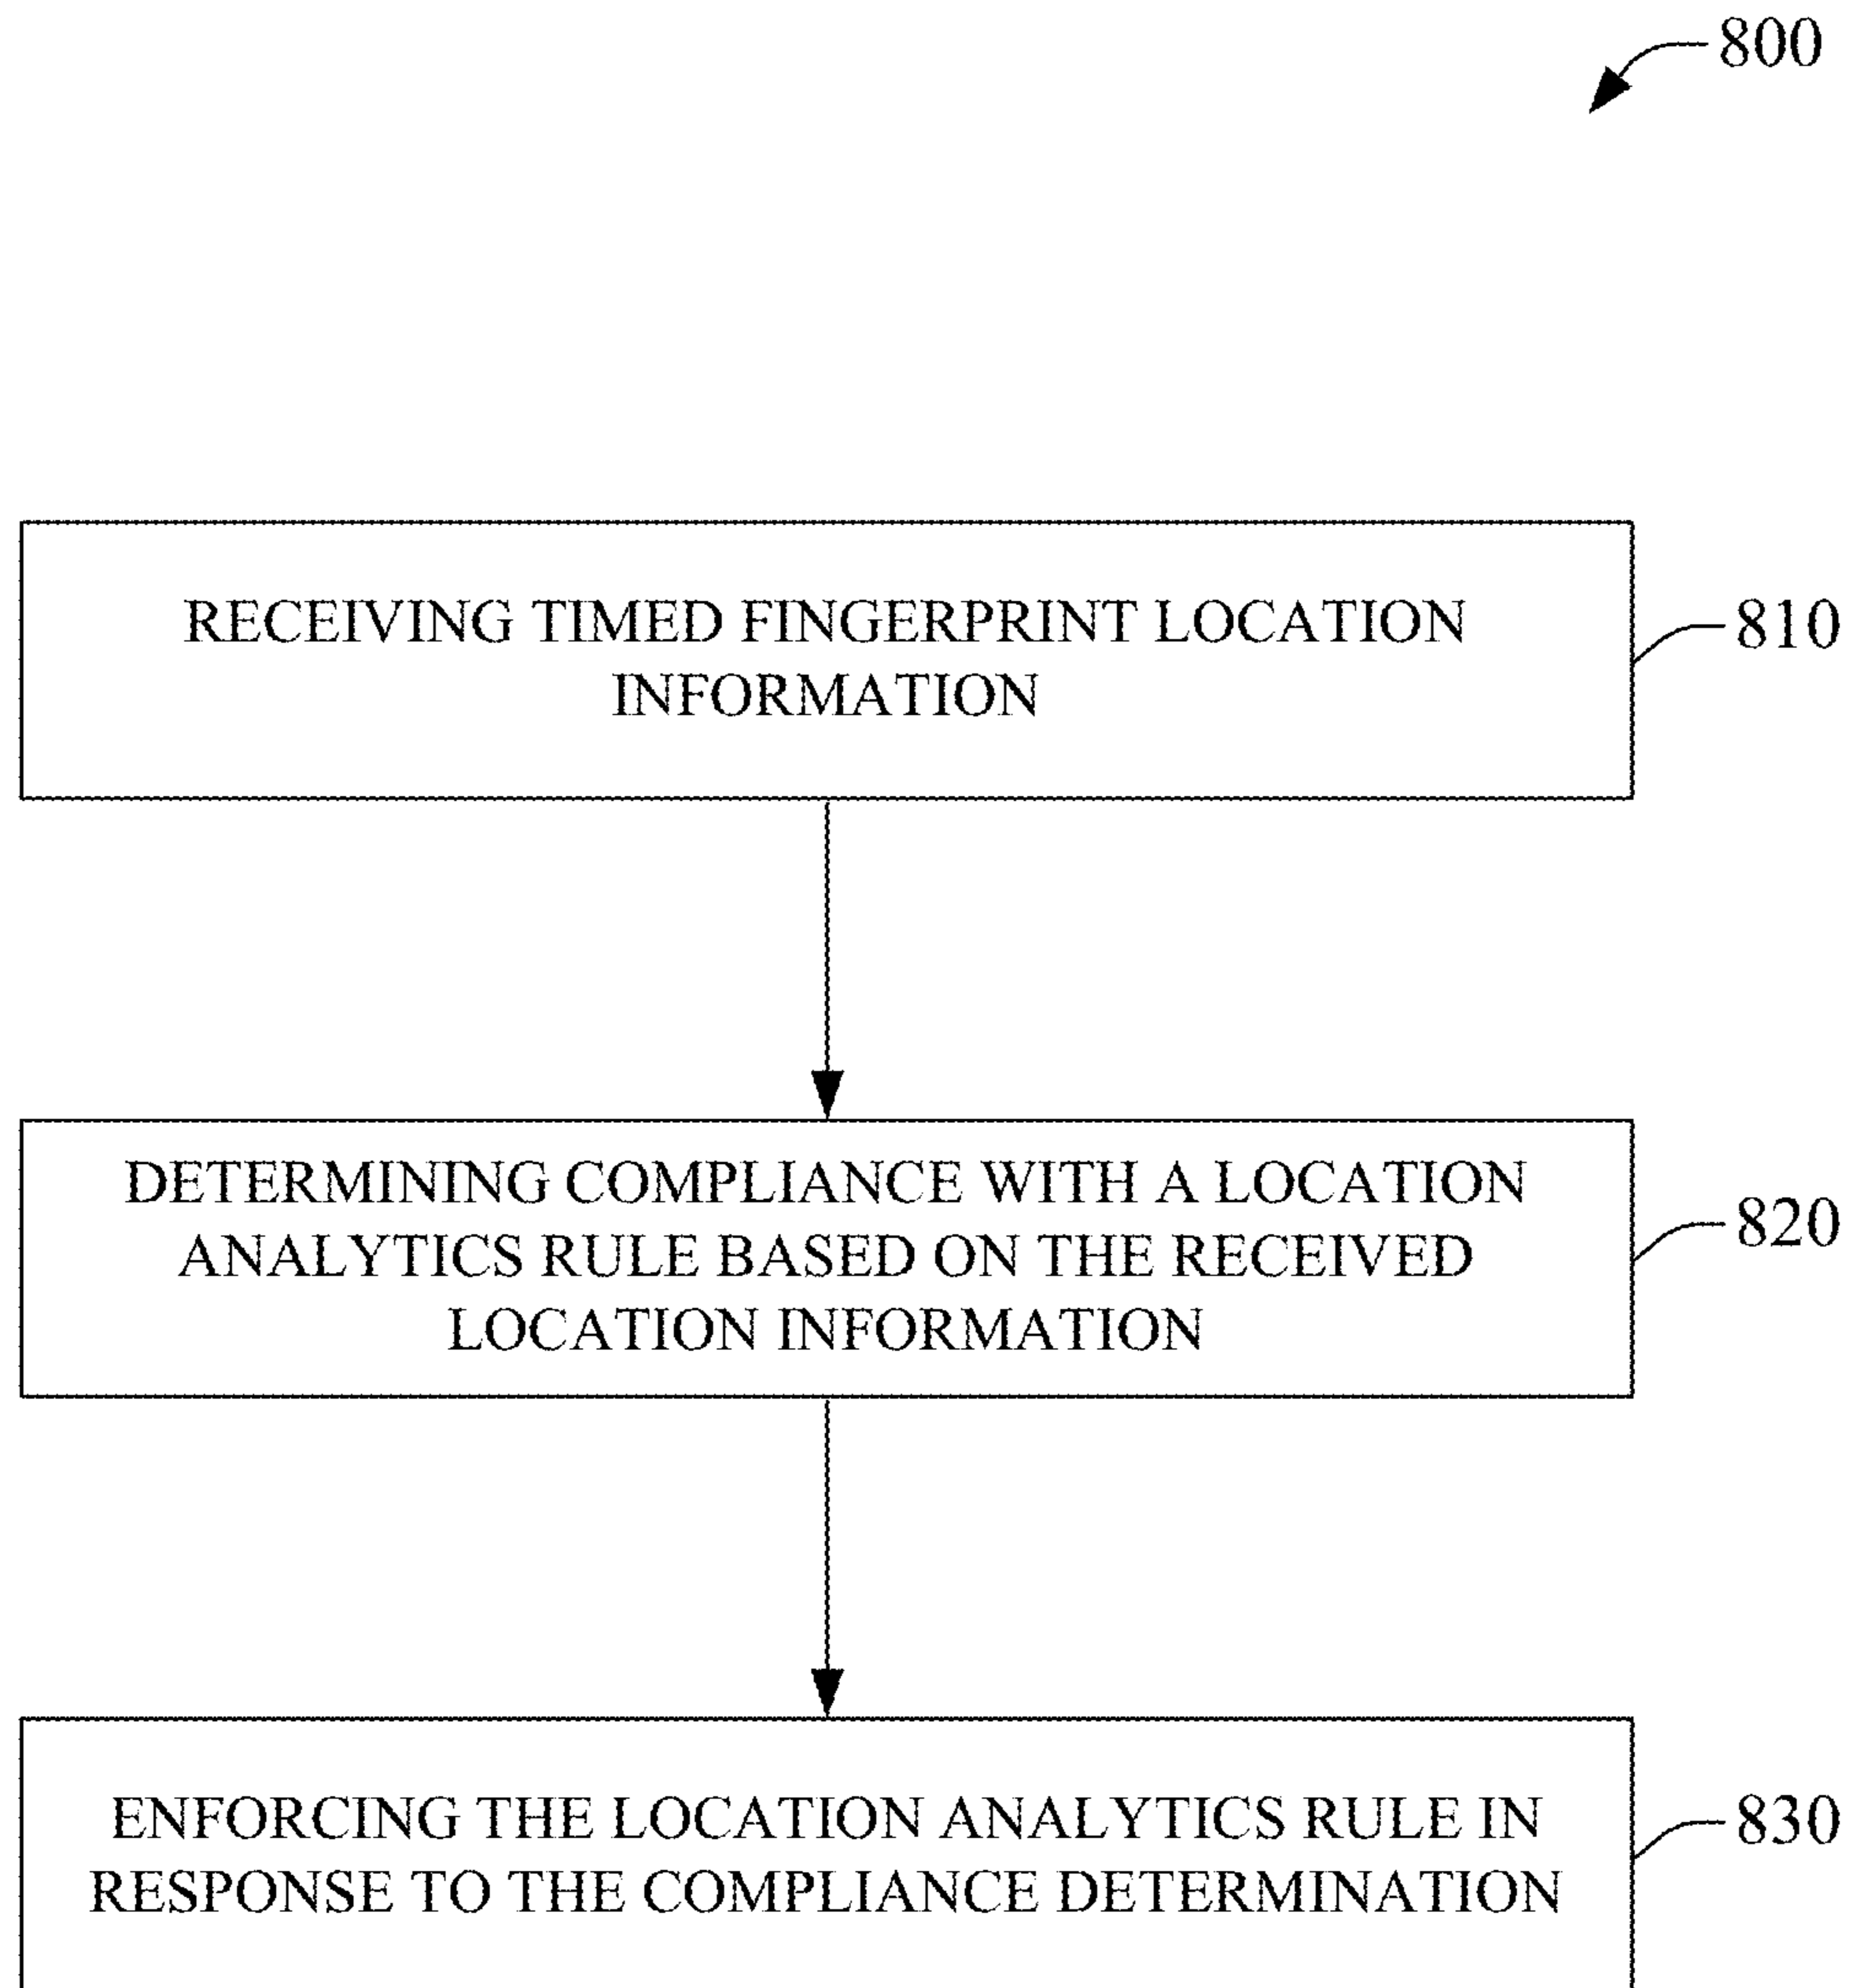 800
RECEIVING TIMED FINGERPRINT LOCATION
INFORMATION
810
DETERMINING COMPLIANCE WITH A LOCATION
ANALYTICS RULE BASED ON THE RECEIVED
LOCATION INFORMATION
820
ENFORCING THE LOCATION ANALYTICS RULE IN
RESPONSE TO THE COMPLIANCE DETERMINATION
830